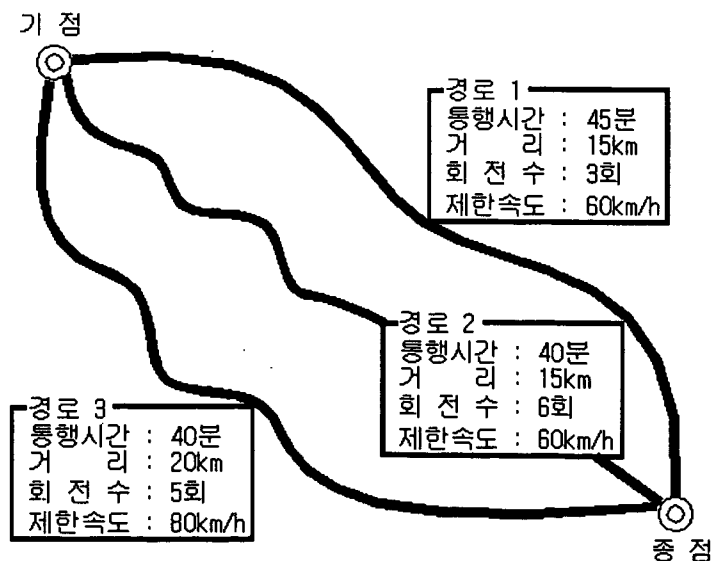 기 점
경로 1
통행시간 : 45분
거 리 : 15km
회 전 수 : 3회
제한속도 : 60km/h
경로 2
통행시간 : 40분
거 리 : 15km
회 전 수 : 6회
제한속도 : 60km/h
경로 3
통행시간 : 40분
거 리 : 20km
회 전 수 : 5회
제한속도 : 80km/h
종 점